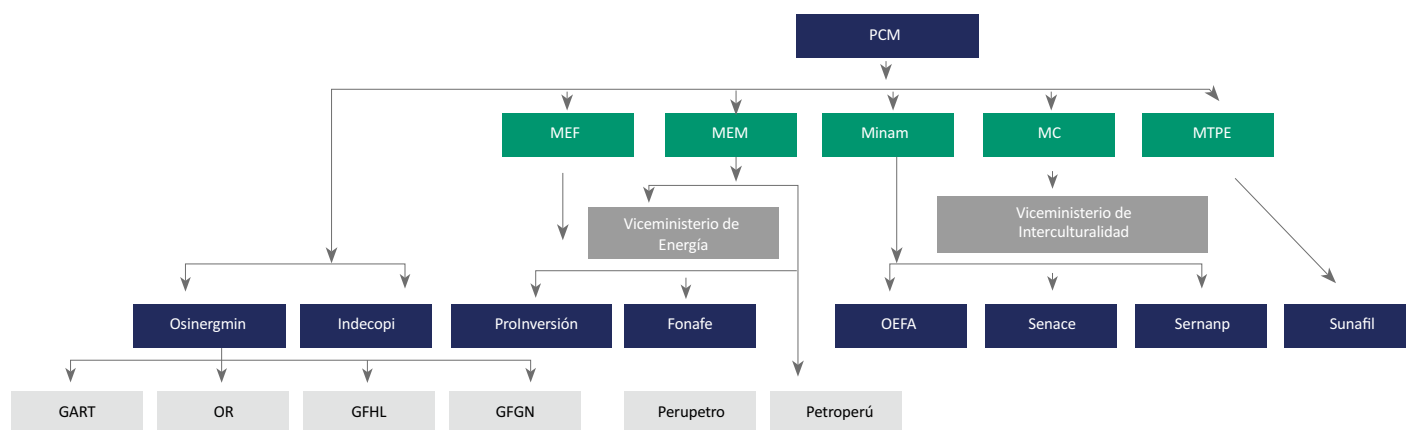 PCM
MEF
MEM
Minam
MC
MTPE
Viceministerio de
Energía
Viceministerio de
Interculturalidad
Osinergmin
Indecopi
ProInversión
Fonafe
OEFA
Senace
Sernanp
Sunafil
GART
OR
GFHL
GFGN
Perupetro
Petroperú